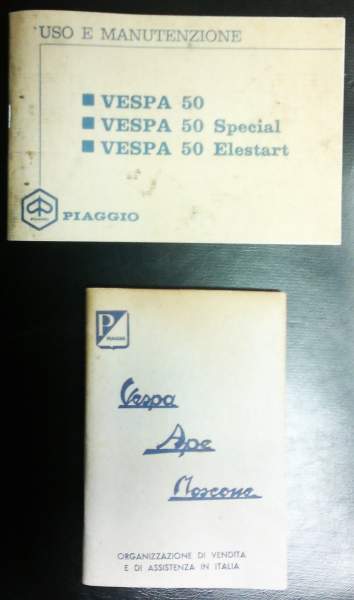 USO E MANUTENZIONE
VESPA 50
VESPA 50 Special
VESPA 50 Elestart
PIAGGIO
P
PIAGGIO
Vespa
Ape
Moscone
ORGANIZZAZIONE DI VENDITA
E DI ASSISTENZA IN ITALIA